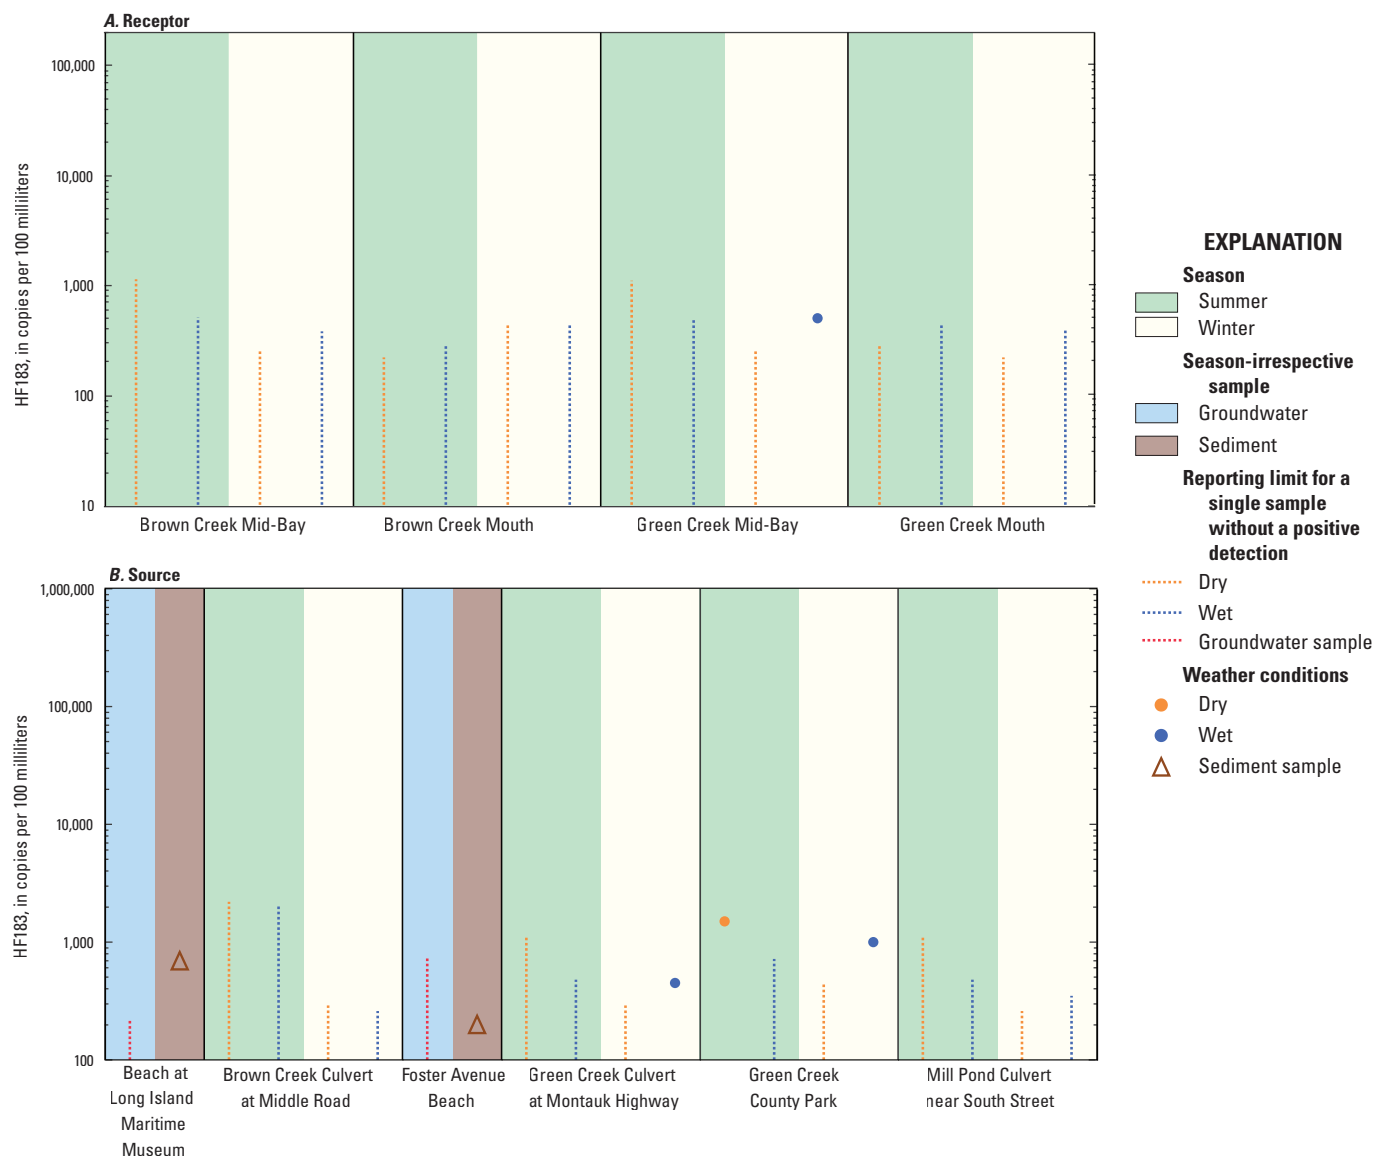 A. Receptor
100,000
10,000
1,000
100
10
HF183, in copies per 100 milliliters
Brown Creek Mid-Bay
Brown Creek Mouth
Green Creek Mid-Bay
Green Creek Mouth
B. Source
1,000,000
100,000
10,000
1,000
100
HF183, in copies per 100 milliliters
Beach at
Long Island
Maritime
Museum
Brown Creek Culvert
at Middle Road
Foster Avenue
Beach
Green Creek Culvert
at Montauk Highway
Green Creek
County Park
Mill Pond Culvert
near South Street
EXPLANATION
Season
Summer
Winter
Season-irrespective
sample
Groundwater
Sediment
Reporting limit for a
single sample
without a positive
detection
Dry
Wet
Groundwater sample
Weather conditions
Dry
Wet
Sediment sample